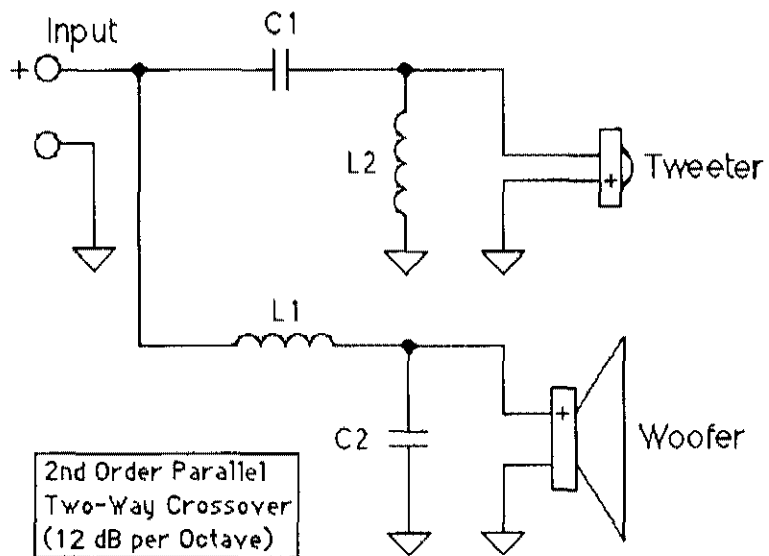 Input
C1
+
L2
+
Tweeter
L1
C2
+
Woofer
2nd Order Parallel
Two-Way Crossover
(12 dB per Octave)